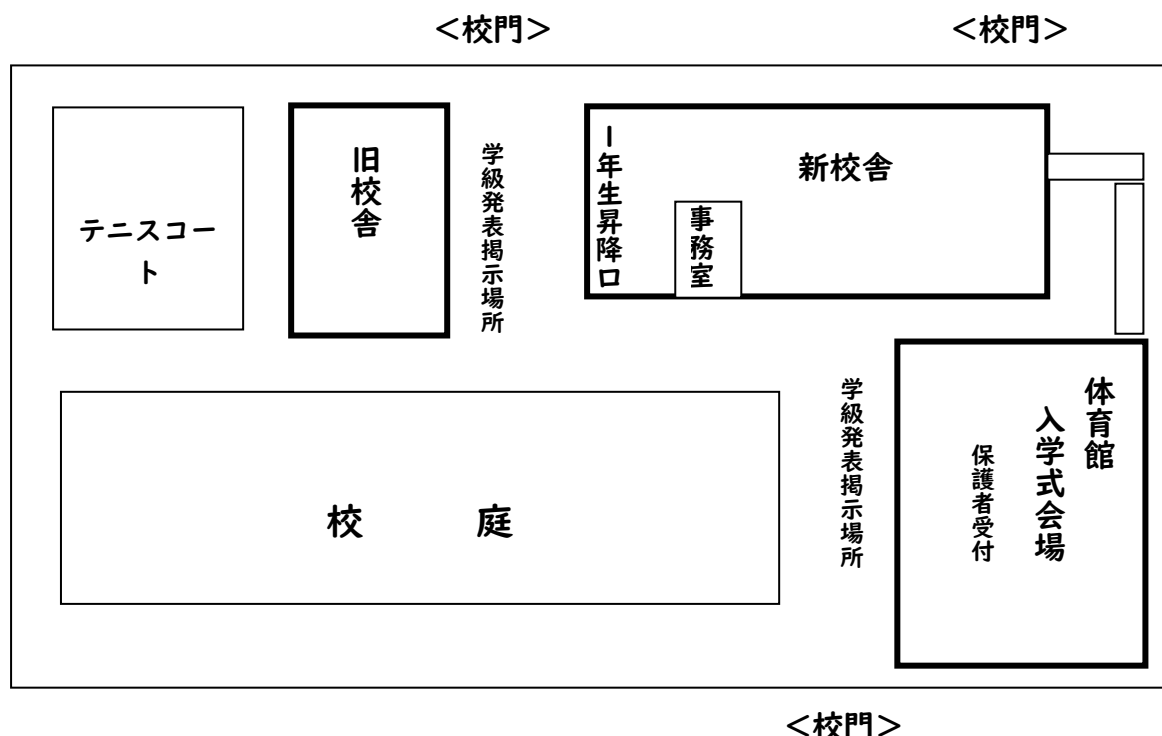 ＜校門＞
＜校門＞
旧校舎
学級発表掲示場所
1年生昇降口
新校舎
事務室
テニスコー
ト
体育館
入学式会場
保護者受付
学級発表掲示場所
校　庭
＜校門＞